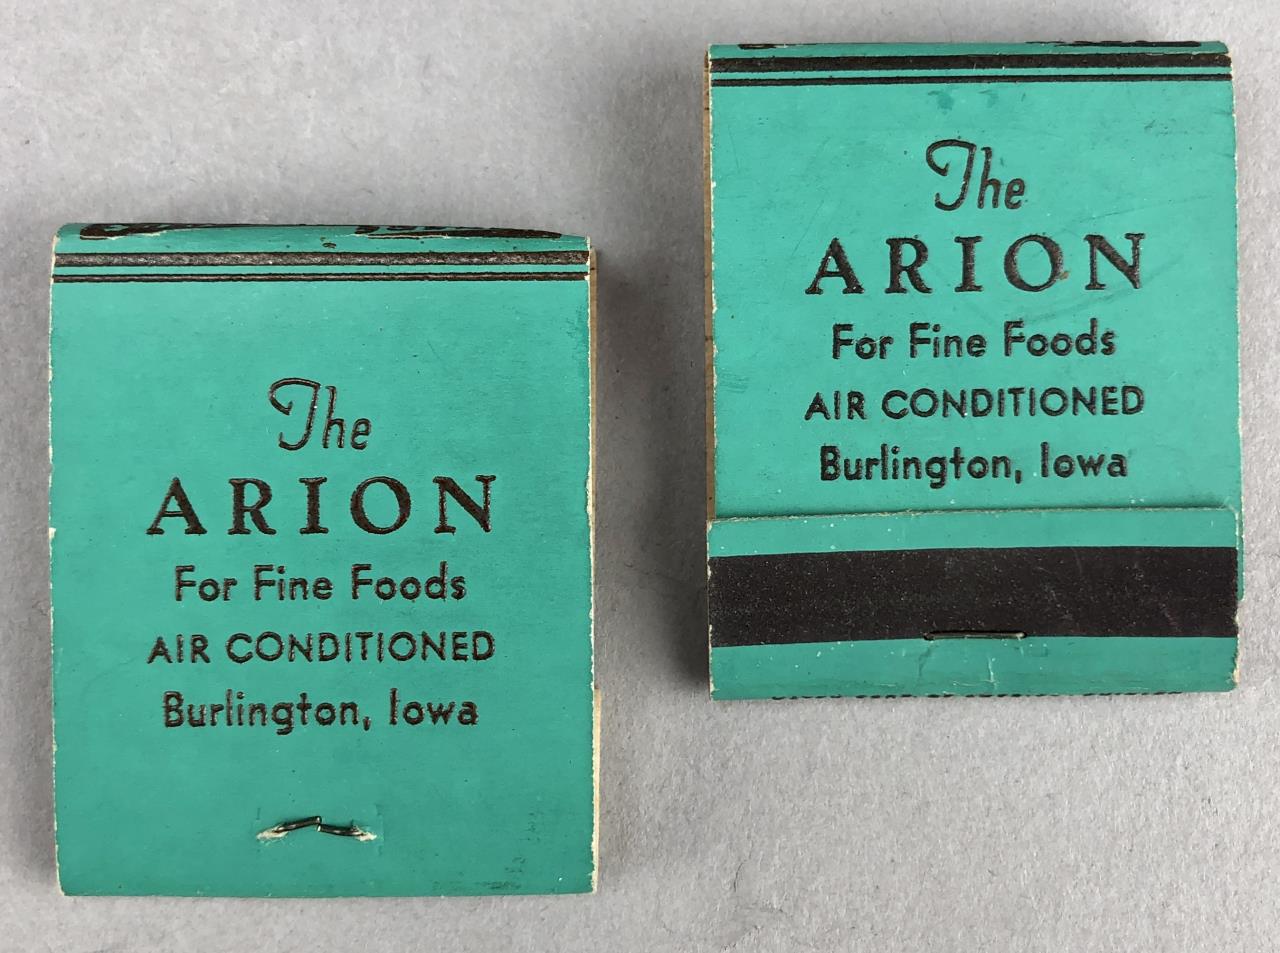 The
ARION
For Fine Foods
AIR CONDITIONED
Burlington, Iowa
The
ARION
For Fine Foods
AIR CONDITIONED
Burlington, Iowa